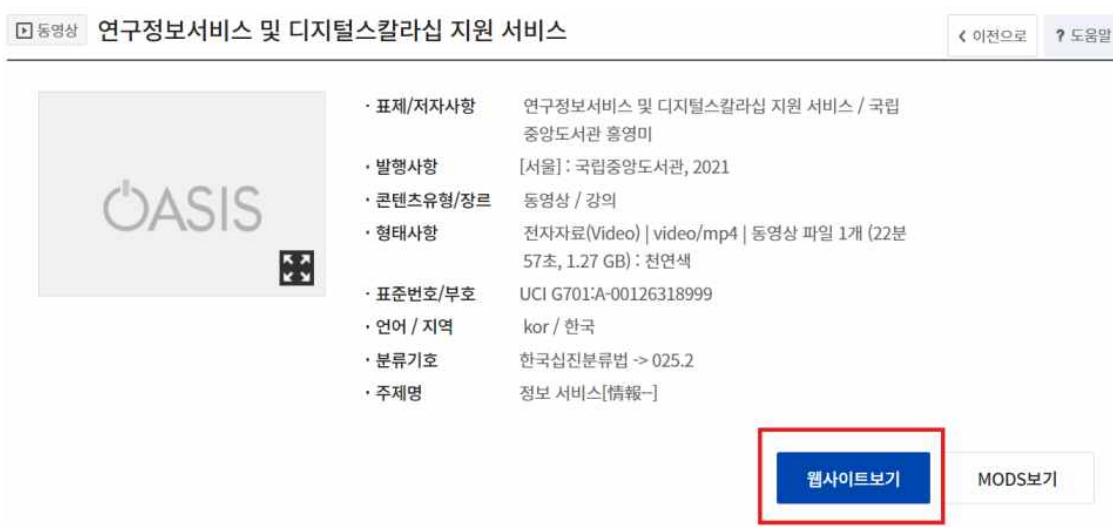 동영상 연구정보서비스 및 디지털스칼라십 지원 서비스
이전으로
? 도움말
OASIS
· 표제/저자사항 연구정보서비스 및 디지털스칼라십 지원 서비스 / 국립
중앙도서관 홍영미
· 발행사항 [서울] : 국립중앙도서관, 2021
· 콘텐츠유형/장르 동영상 / 강의
· 형태사항 전자자료(Video) | video/mp4 | 동영상 파일 1개 (22분
57초, 1.27 GB) : 천연색
· 표준번호/부호 UCI G701:A-00126318999
· 언어 / 지역 kor / 한국
· 분류기호 한국십진분류법 -> 025.2
· 주제명 정보 서비스[情報--]
웹사이트보기
MODS보기